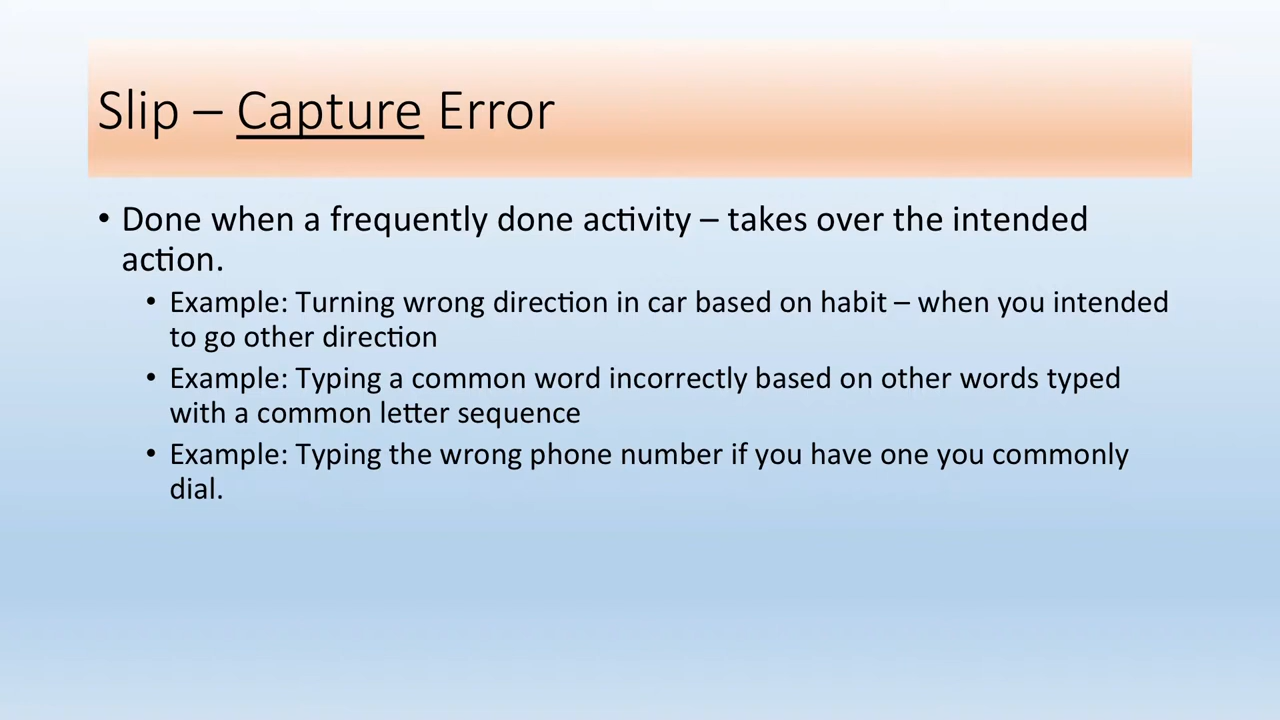 Slip – Capture Error
• Done when a frequently done activity – takes over the intended
action.
• Example: Turning wrong direction in car based on habit – when you intended
to go other direction
• Example: Typing a common word incorrectly based on other words typed
with a common letter sequence
• Example: Typing the wrong phone number if you have one you commonly
dial.